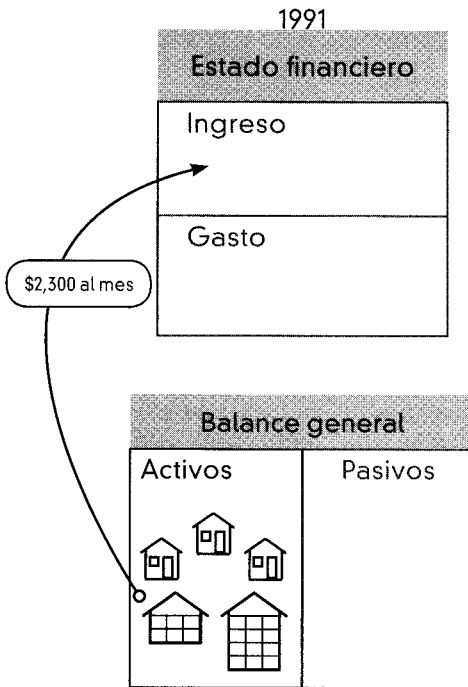 1991
Estado financiero
Ingreso
Gasto
$2,300 al mes
Balance general
Activos
Pasivos